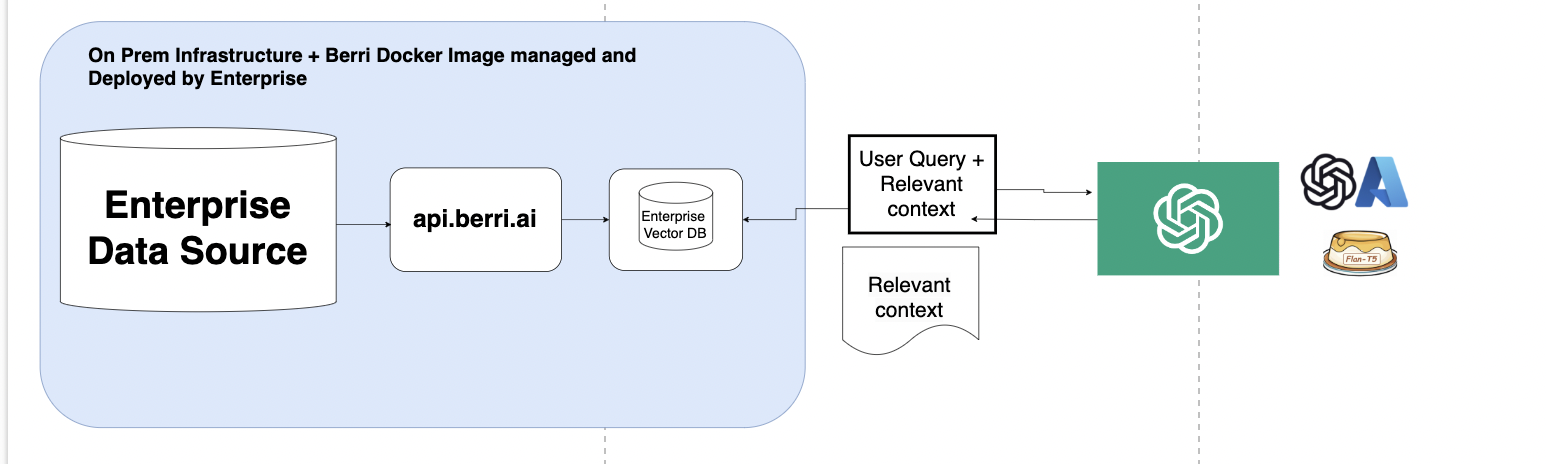 On Prem Infrastructure + Berri Docker Image managed and
Deployed by Enterprise
Enterprise
Data Source
api.berri.ai
Enterprise
Vector DB
User Query +
Relevant
context
Relevant
context
Flan-T5